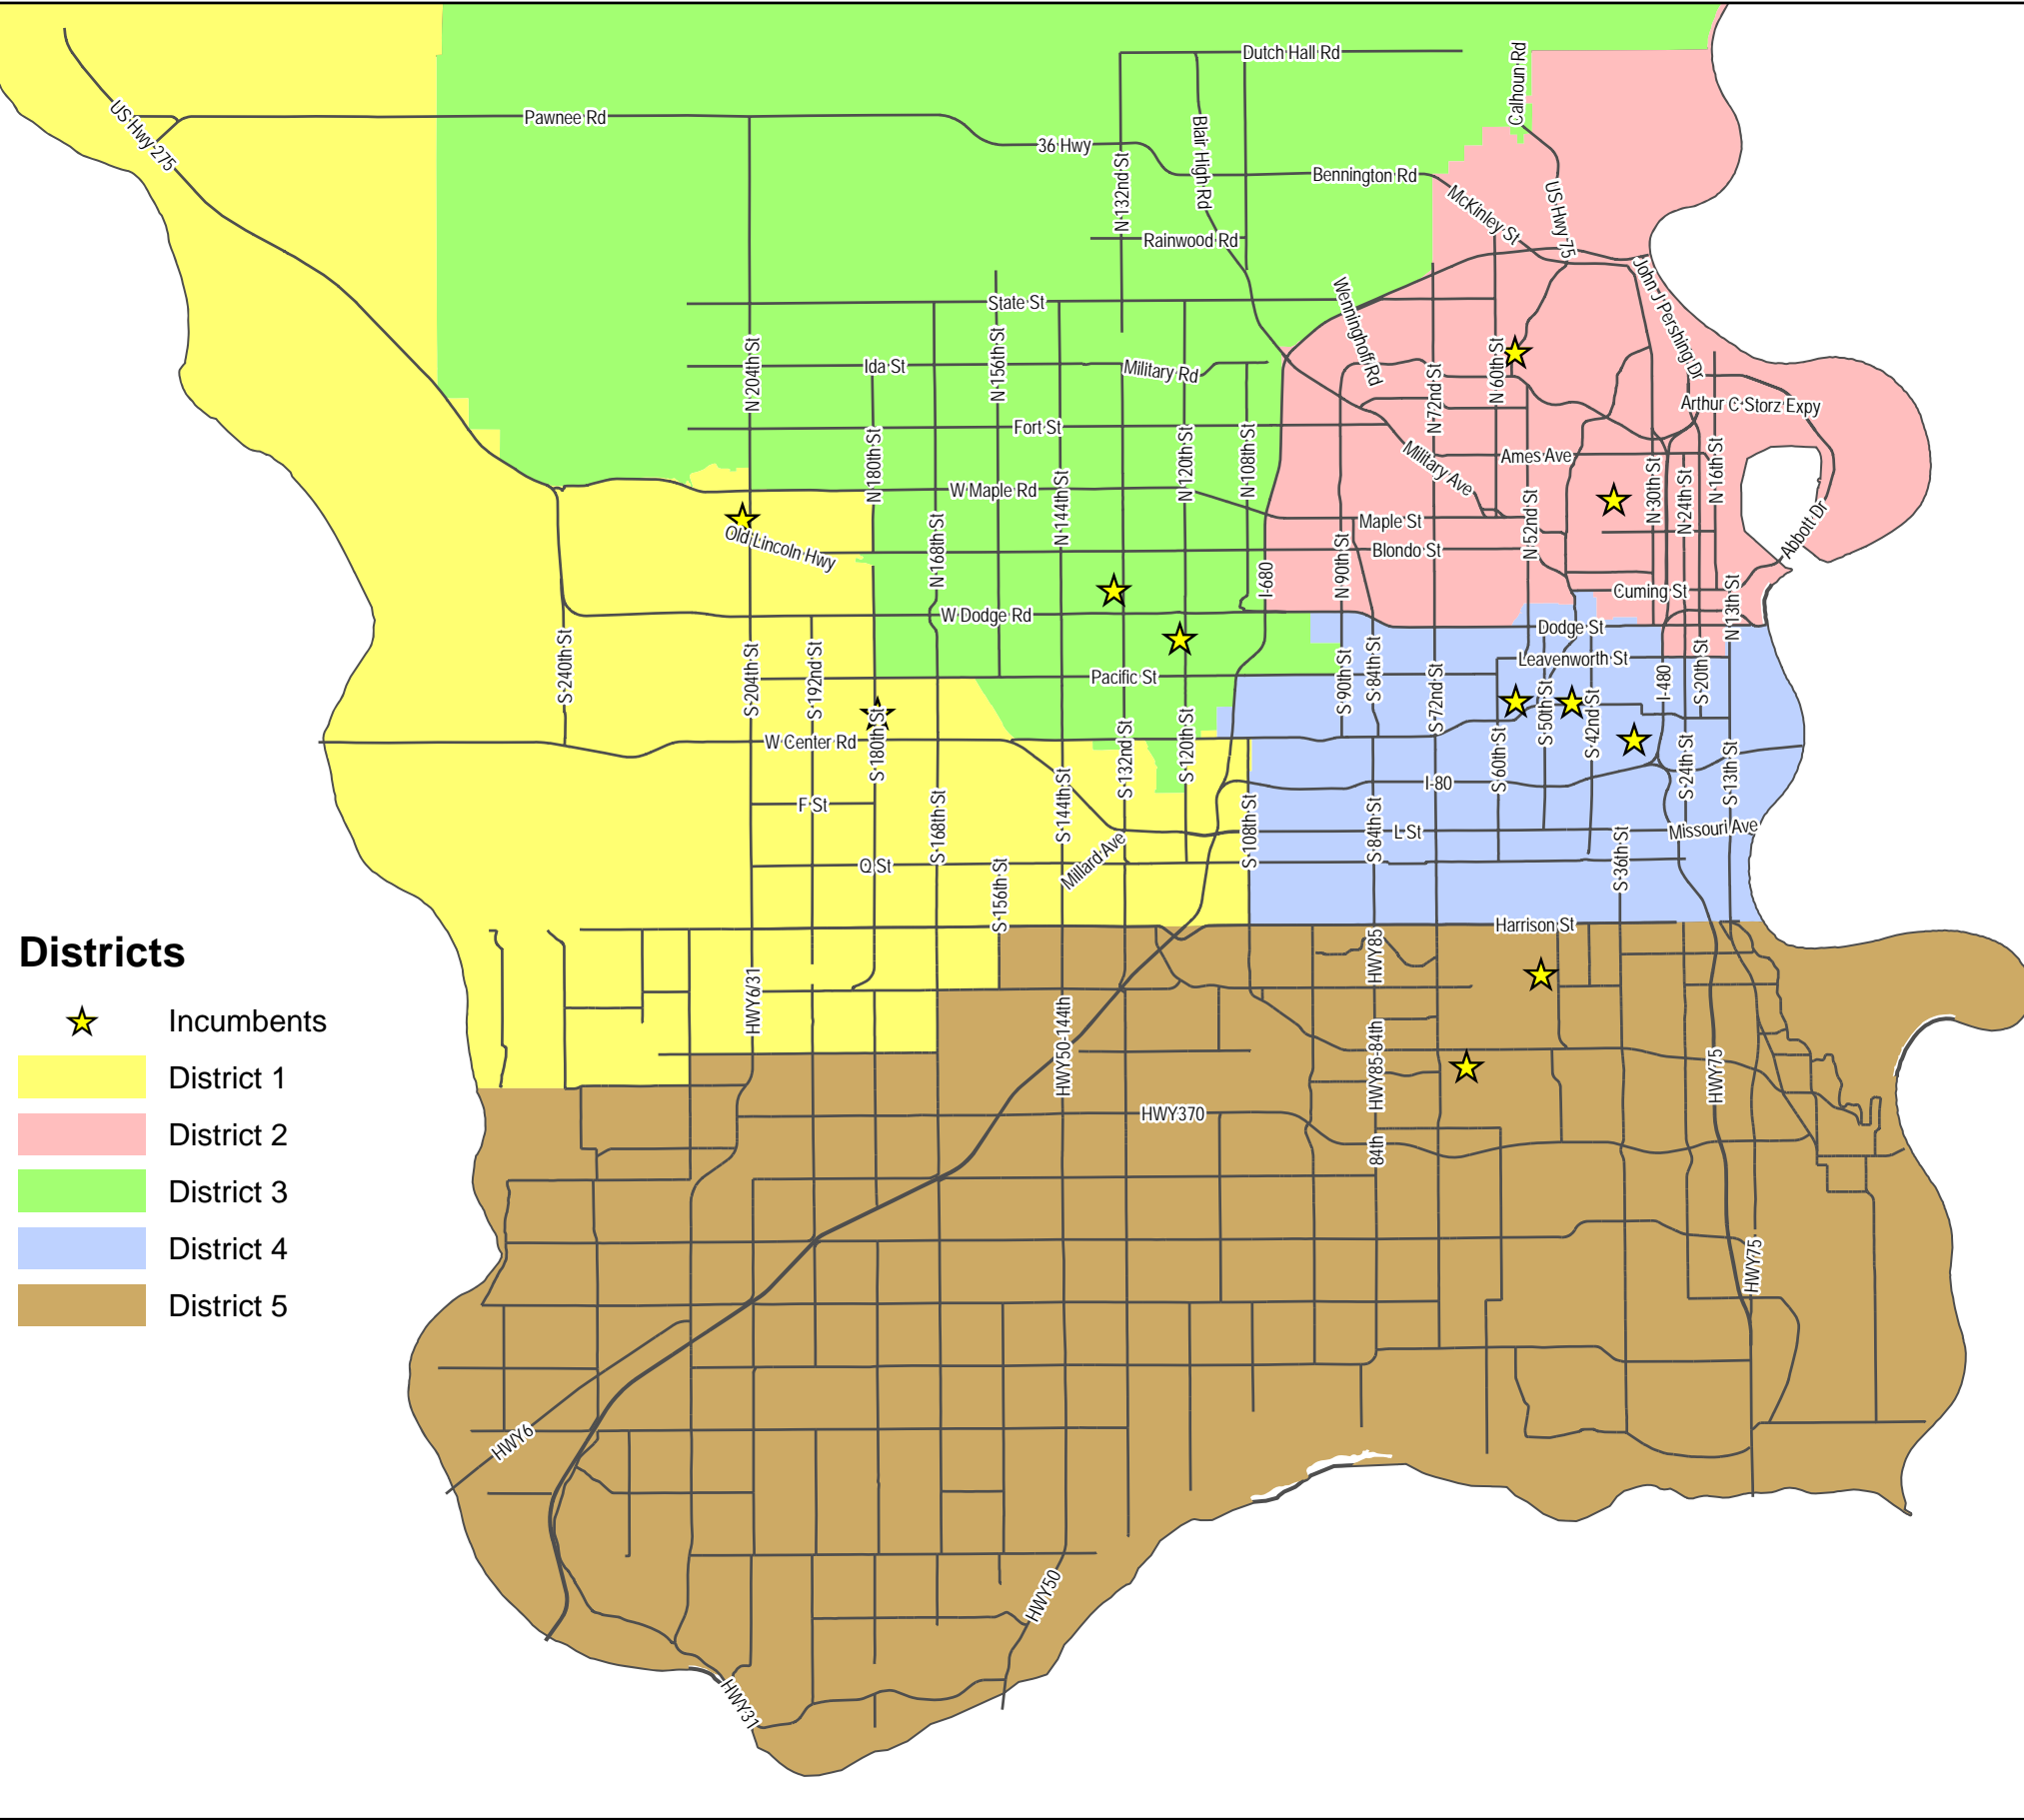 Dutch Hall Rd
Calhoun Rd
US Hwy 275
Pawnee Rd
36 Hwy
Blair High Rd
N 132nd St
Bennington Rd
McKinley St
US Hwy 75
Rainwood Rd
John J Pershing Dr
Wenninghoff Rd
State St
N 204th St
Ida St
N 156th St
Military Rd
N 72nd St
N 60th St
Arthur C Storz Expy
Fort St
N 180th St
N 120th St
N 108th St
Military Ave
Ames Ave
N 30th St
N 24th St
N 16th St
W Maple Rd
N 144th St
Maple St
N 52nd St
Abbott Dr
Old Lincoln Hwy
N 168th St
Blondo St
N 90th St
I-680
Cuming St
N 13th St
W Dodge Rd
Dodge St
S 240th St
S 204th St
S 192nd St
Pacific St
S 90th St
S 84th St
S 72nd St
Leavenworth St
S 50th St
S 42nd St
I-480
S 20th St
S 180th St
W Center Rd
S 132nd St
S 120th St
S 60th St
S 24th St
S 13th St
I-80
F St
S 168th St
S 144th St
S 108th St
S 84th St
L St
Missouri Ave
Q St
Millard Ave
S 36th St
S 156th St
Harrison St
Districts
HWY85
HWY6/31
Incumbents
HWY50-144th
HWY85-84th
HWY75
District 1
HWY370
District 2
84th
District 3
District 4
HWY75
District 5
HWY6
HWY50
HWY31